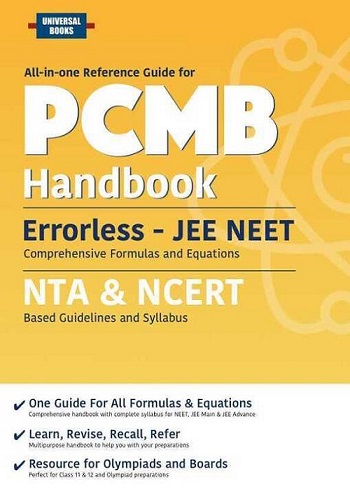 UNIVERSAL
BOOKS
All-in-one Reference Guide for
PCMB
Handbook
Errorless - JEE NEET
Comprehensive Formulas and Equations
NTA & NCERT
Based Guidelines and Syllabus
✔ One Guide For All Formulas & Equations
Comprehensive handbook with complete syllabus for NEET, JEE Main & JEE Advance
✔ Learn, Revise, Recall, Refer
Multipurpose handbook to help you with your preparations
✔ Resource for Olympiads and Boards
Perfect for Class 11 & 12 and Olympiad preparations